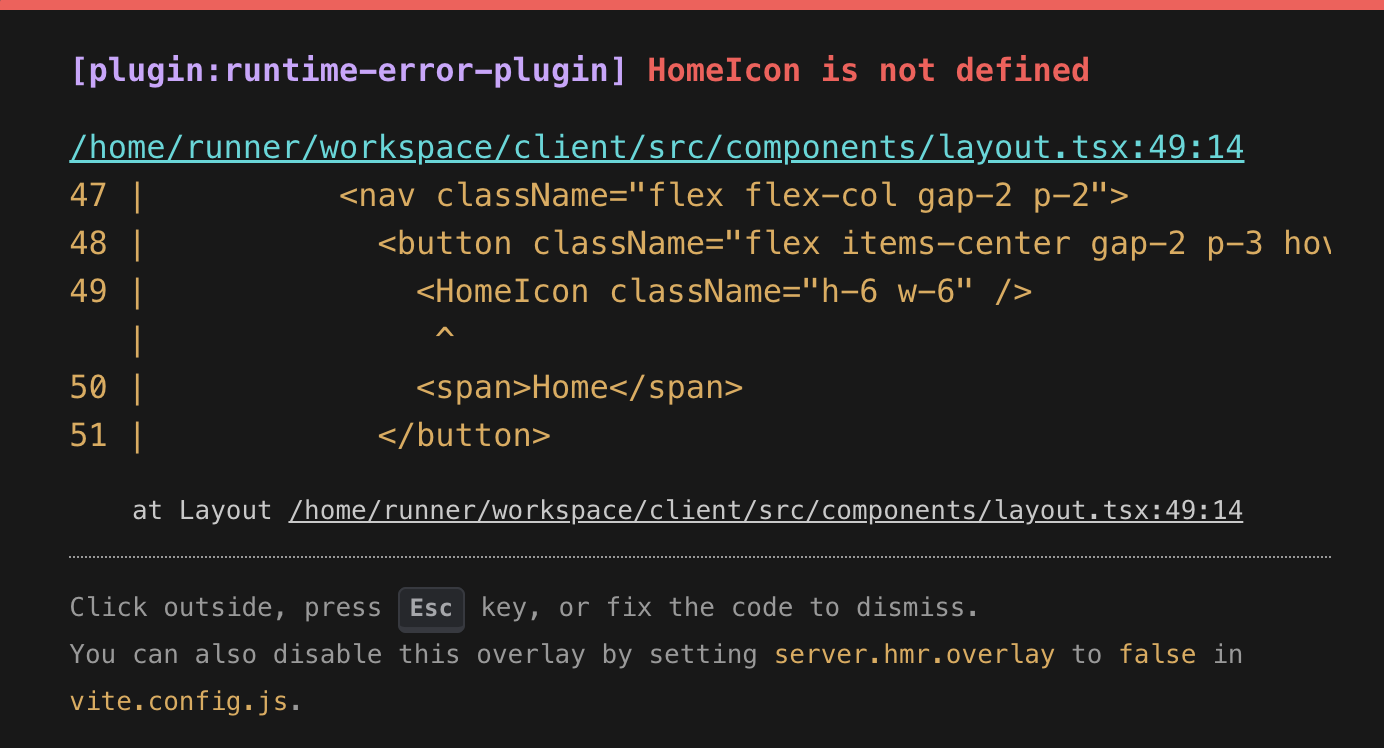 [plugin:runtime-error-plugin] HomeIcon is not defined
/home/runner/workspace/client/src/components/layout.tsx:49:14
47 |          <nav className="flex flex-col gap-2 p-2">
48 |            <button className="flex items-center gap-2 p-3
49 |              <HomeIcon className="h-6 w-6" />
   |               ^
50 |              <span>Home</span>
51 |            </button>
at Layout /home/runner/workspace/client/src/components/layout.tsx:49:14
Click outside, press Esc key, or fix the code to dismiss.
You can also disable this overlay by setting server.hmr.overlay to false in
vite.config.js.